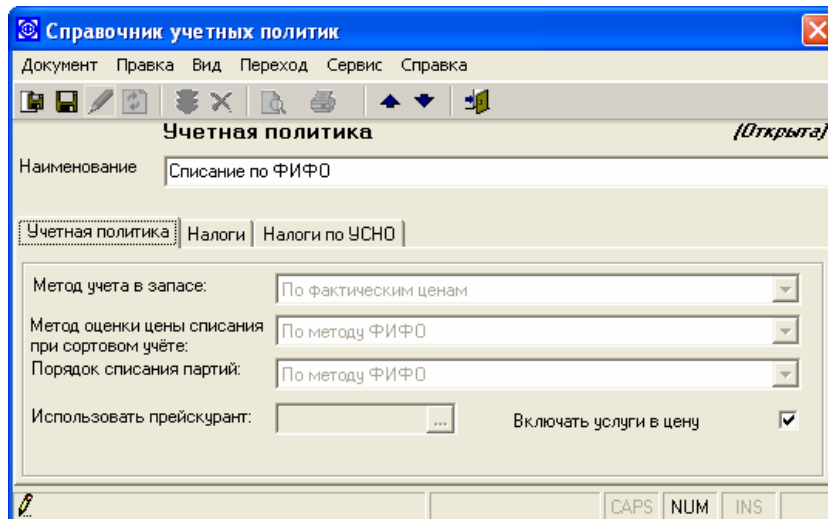 Справочник учетных политик
Документ Правка Вид Переход Сервис Справка
Учетная политика (Открыта)
Наименование Списание по ФИФО
Учетная политика Налоги Налоги по УСНО
Метод учета в запасе: По фактическим ценам
Метод оценки цены списания
при сортовом учёте: По методу ФИФО
Порядок списания партий: По методу ФИФО
Использовать прейскурант: ... Включать услуги в цену
CAPS NUM INS